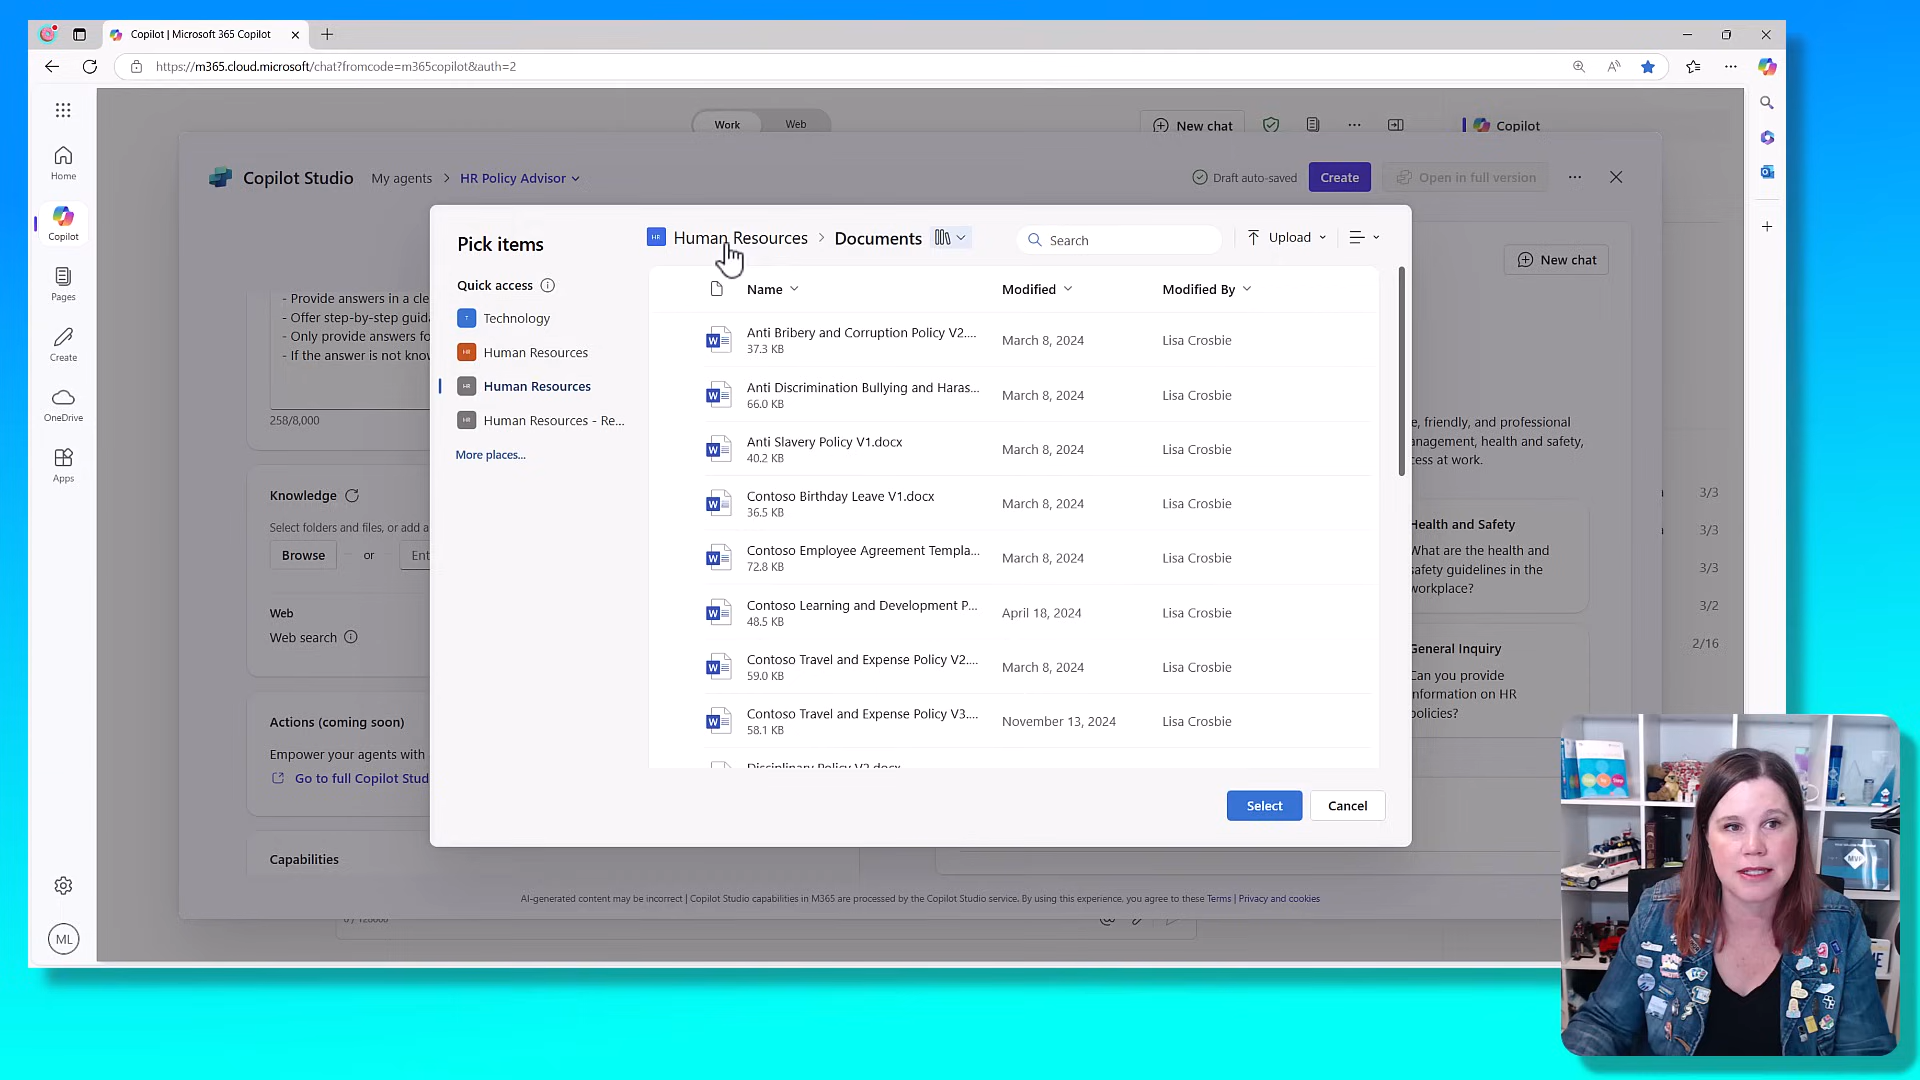 Copilot | Microsoft 365 Copilot
https://m365.cloud.microsoft/chat?fromcode=m365copilot&auth=2
Home
Copilot
Pages
Create
OneDrive
Apps
ML
Work
Web
New chat
Copilot
Copilot Studio
My agents
HR Policy Advisor
Draft auto-saved
Create
Open in full version
New chat
- Provide answers in a cle
- Offer step-by-step guid
- Only provide answers fo
- If the answer is not know
258/8,000
Knowledge
Select folders and files, or add a
Browse
or
Ent
Web
Web search
Actions (coming soon)
Empower your agents with
Go to full Copilot Stud
Capabilities
Pick items
Quick access
Technology
Human Resources
Human Resources
Human Resources - Re...
More places...
Human Resources
Documents
Search
Upload
Name
Modified
Modified By
Anti Bribery and Corruption Policy V2....
37.3 KB
March 8, 2024
Lisa Crosbie
Anti Discrimination Bullying and Haras...
66.0 KB
March 8, 2024
Lisa Crosbie
Anti Slavery Policy V1.docx
40.2 KB
March 8, 2024
Lisa Crosbie
Contoso Birthday Leave V1.docx
36.5 KB
March 8, 2024
Lisa Crosbie
Contoso Employee Agreement Templa...
72.8 KB
March 8, 2024
Lisa Crosbie
Contoso Learning and Development P...
48.5 KB
April 18, 2024
Lisa Crosbie
Contoso Travel and Expense Policy V2....
59.0 KB
March 8, 2024
Lisa Crosbie
Contoso Travel and Expense Policy V3....
58.1 KB
November 13, 2024
Lisa Crosbie
Disciplinary Policy V2.docx
Select
Cancel
e, friendly, and professional
anagement, health and safety,
cess at work.
Health and Safety
What are the health and
safety guidelines in the
workplace?
General Inquiry
Can you provide
information on HR
policies?
3/3
3/3
3/3
3/2
2/16
AI-generated content may be incorrect | Copilot Studio capabilities in M365 are processed by the Copilot Studio service. By using this experience, you agree to these Terms | Privacy and cookies
MVP